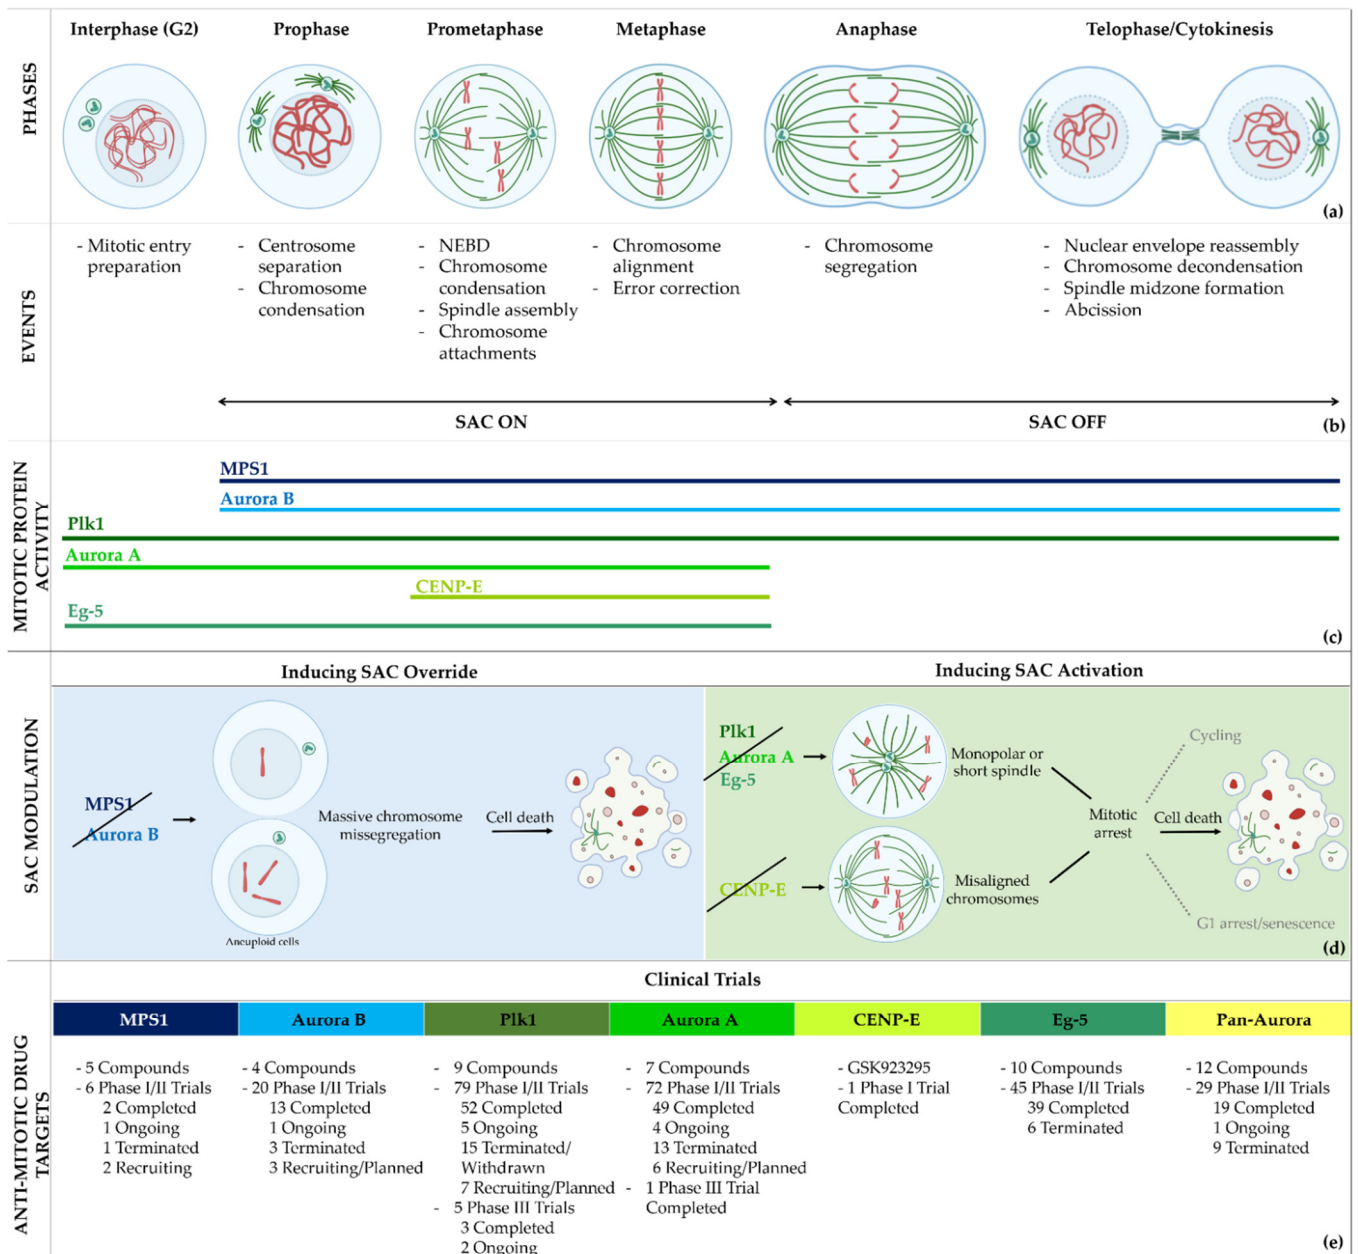 PHASES
Interphase (G2)
Prophase
Prometaphase
Metaphase
Anaphase
Telophase/Cytokinesis
(a)
EVENTS
- Mitotic entry
preparation
- Centrosome
separation
- Chromosome
condensation
- NEBD
- Chromosome
condensation
- Spindle assembly
- Chromosome
attachments
- Chromosome
alignment
- Error correction
- Chromosome
segregation
- Nuclear envelope reassembly
- Chromosome decondensation
- Spindle midzone formation
- Abcission
SAC ON
SAC OFF
(b)
MITOTIC PROTEIN
ACTIVITY
MPS1
Aurora B
Plk1
Aurora A
CENP-E
Eg-5
(c)
SAC MODULATION
Inducing SAC Override
MPS1
Aurora B
Aneuploid cells
Massive chromosome
missegregation
Cell death
Inducing SAC Activation
Plk1
Aurora A
Eg-5
Monopolar or
short spindle
CENP-E
Misaligned
chromosomes
Mitotic
arrest
Cycling
Cell death
G1 arrest/senescence
(d)
ANTI-MITOTIC DRUG
TARGETS
Clinical Trials
MPS1
- 5 Compounds
- 6 Phase I/II Trials
2 Completed
1 Ongoing
1 Terminated
2 Recruiting
Aurora B
- 4 Compounds
- 20 Phase I/II Trials
13 Completed
1 Ongoing
3 Terminated
3 Recruiting/Planned
Plk1
- 9 Compounds
- 79 Phase I/II Trials
52 Completed
5 Ongoing
15 Terminated/
Withdrawn
7 Recruiting/Planned
- 5 Phase III Trials
3 Completed
2 Ongoing
Aurora A
- 7 Compounds
- 72 Phase I/II Trials
49 Completed
4 Ongoing
13 Terminated
6 Recruiting/Planned
- 1 Phase III Trial
Completed
CENP-E
- GSK923295
- 1 Phase I Trial
Completed
Eg-5
- 10 Compounds
- 45 Phase I/II Trials
39 Completed
6 Terminated
Pan-Aurora
- 12 Compounds
- 29 Phase I/II Trials
19 Completed
1 Ongoing
9 Terminated
(e)